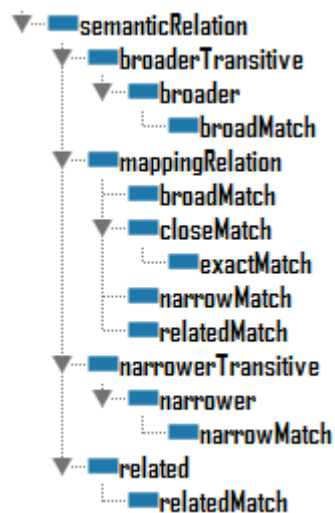 semanticRelation
broaderTransitive
broader
broadMatch
mappingRelation
broadMatch
closeMatch
exactMatch
narrowMatch
relatedMatch
narrowerTransitive
narrower
narrowMatch
related
relatedMatch